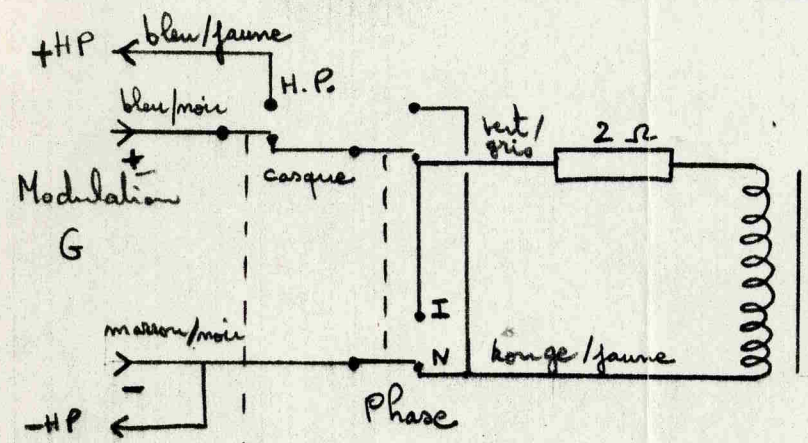 +HP
bleu/jaune
H.P.
bleu/noir
+
vert/
gris
2 Ω
casque
Modulation
G
I
marron/noir
N
rouge/jaune
-
-HP
Phase